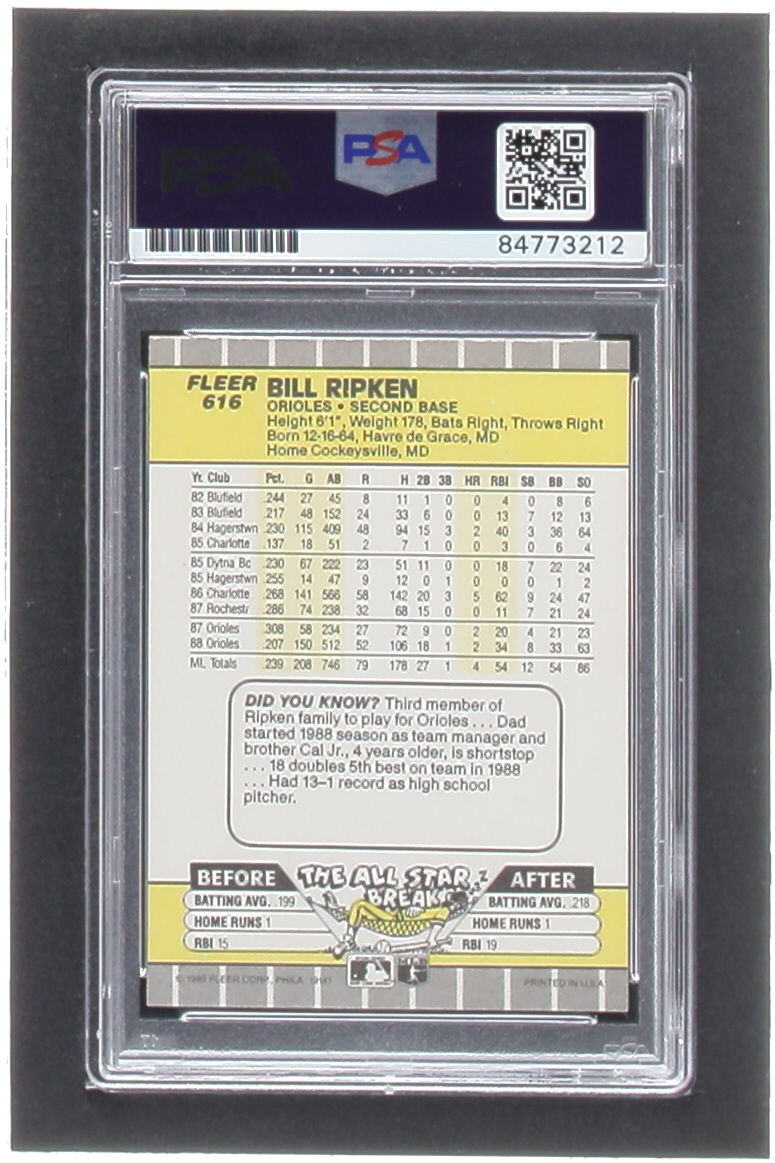 PSA
PSA
84773212
FLEER 616
BILL RIPKEN
ORIOLES • SECOND BASE
Height 6'1", Weight 178, Bats Right, Throws Right
Born 12-16-64, Havre de Grace, MD
Home Cockeysville, MD
Yr. Club Pct. G AB R H 2B 3B HR RBI SB BB SO
82 Blufield .244 27 45 8 11 1 0 0 4 0 8 6
83 Blufield .217 48 152 24 33 6 0 0 13 7 12 13
84 Hagerstwn .230 115 409 48 94 15 3 2 40 3 36 64
85 Charlotte .137 18 51 2 7 1 0 0 3 0 6 4
85 Dytna Bc .230 67 222 23 51 11 0 0 18 7 22 24
85 Hagerstwn .255 14 47 9 12 0 1 0 0 0 1 2
86 Charlotte .268 141 566 58 142 20 3 5 62 9 24 47
87 Rochestr .286 74 238 32 68 15 0 0 11 7 21 24
87 Orioles .308 58 234 27 72 9 0 2 20 4 21 23
88 Orioles .207 150 512 52 106 18 1 2 34 8 33 63
ML Totals .239 208 746 79 178 27 1 4 54 12 54 86
DID YOU KNOW? Third member of
Ripken family to play for Orioles . . . Dad
started 1988 season as team manager and
brother Cal Jr., 4 years older, is shortstop
. . . 18 doubles 5th best on team in 1988
. . . Had 13–1 record as high school
pitcher.
BEFORE THE ALL STAR BREAK AFTER
BATTING AVG. .199 BATTING AVG. .218
HOME RUNS 1 HOME RUNS 1
RBI 15 RBI 19
© 1989 FLEER CORP., PHILA. 19141 PRINTED IN U.S.A.
PSA